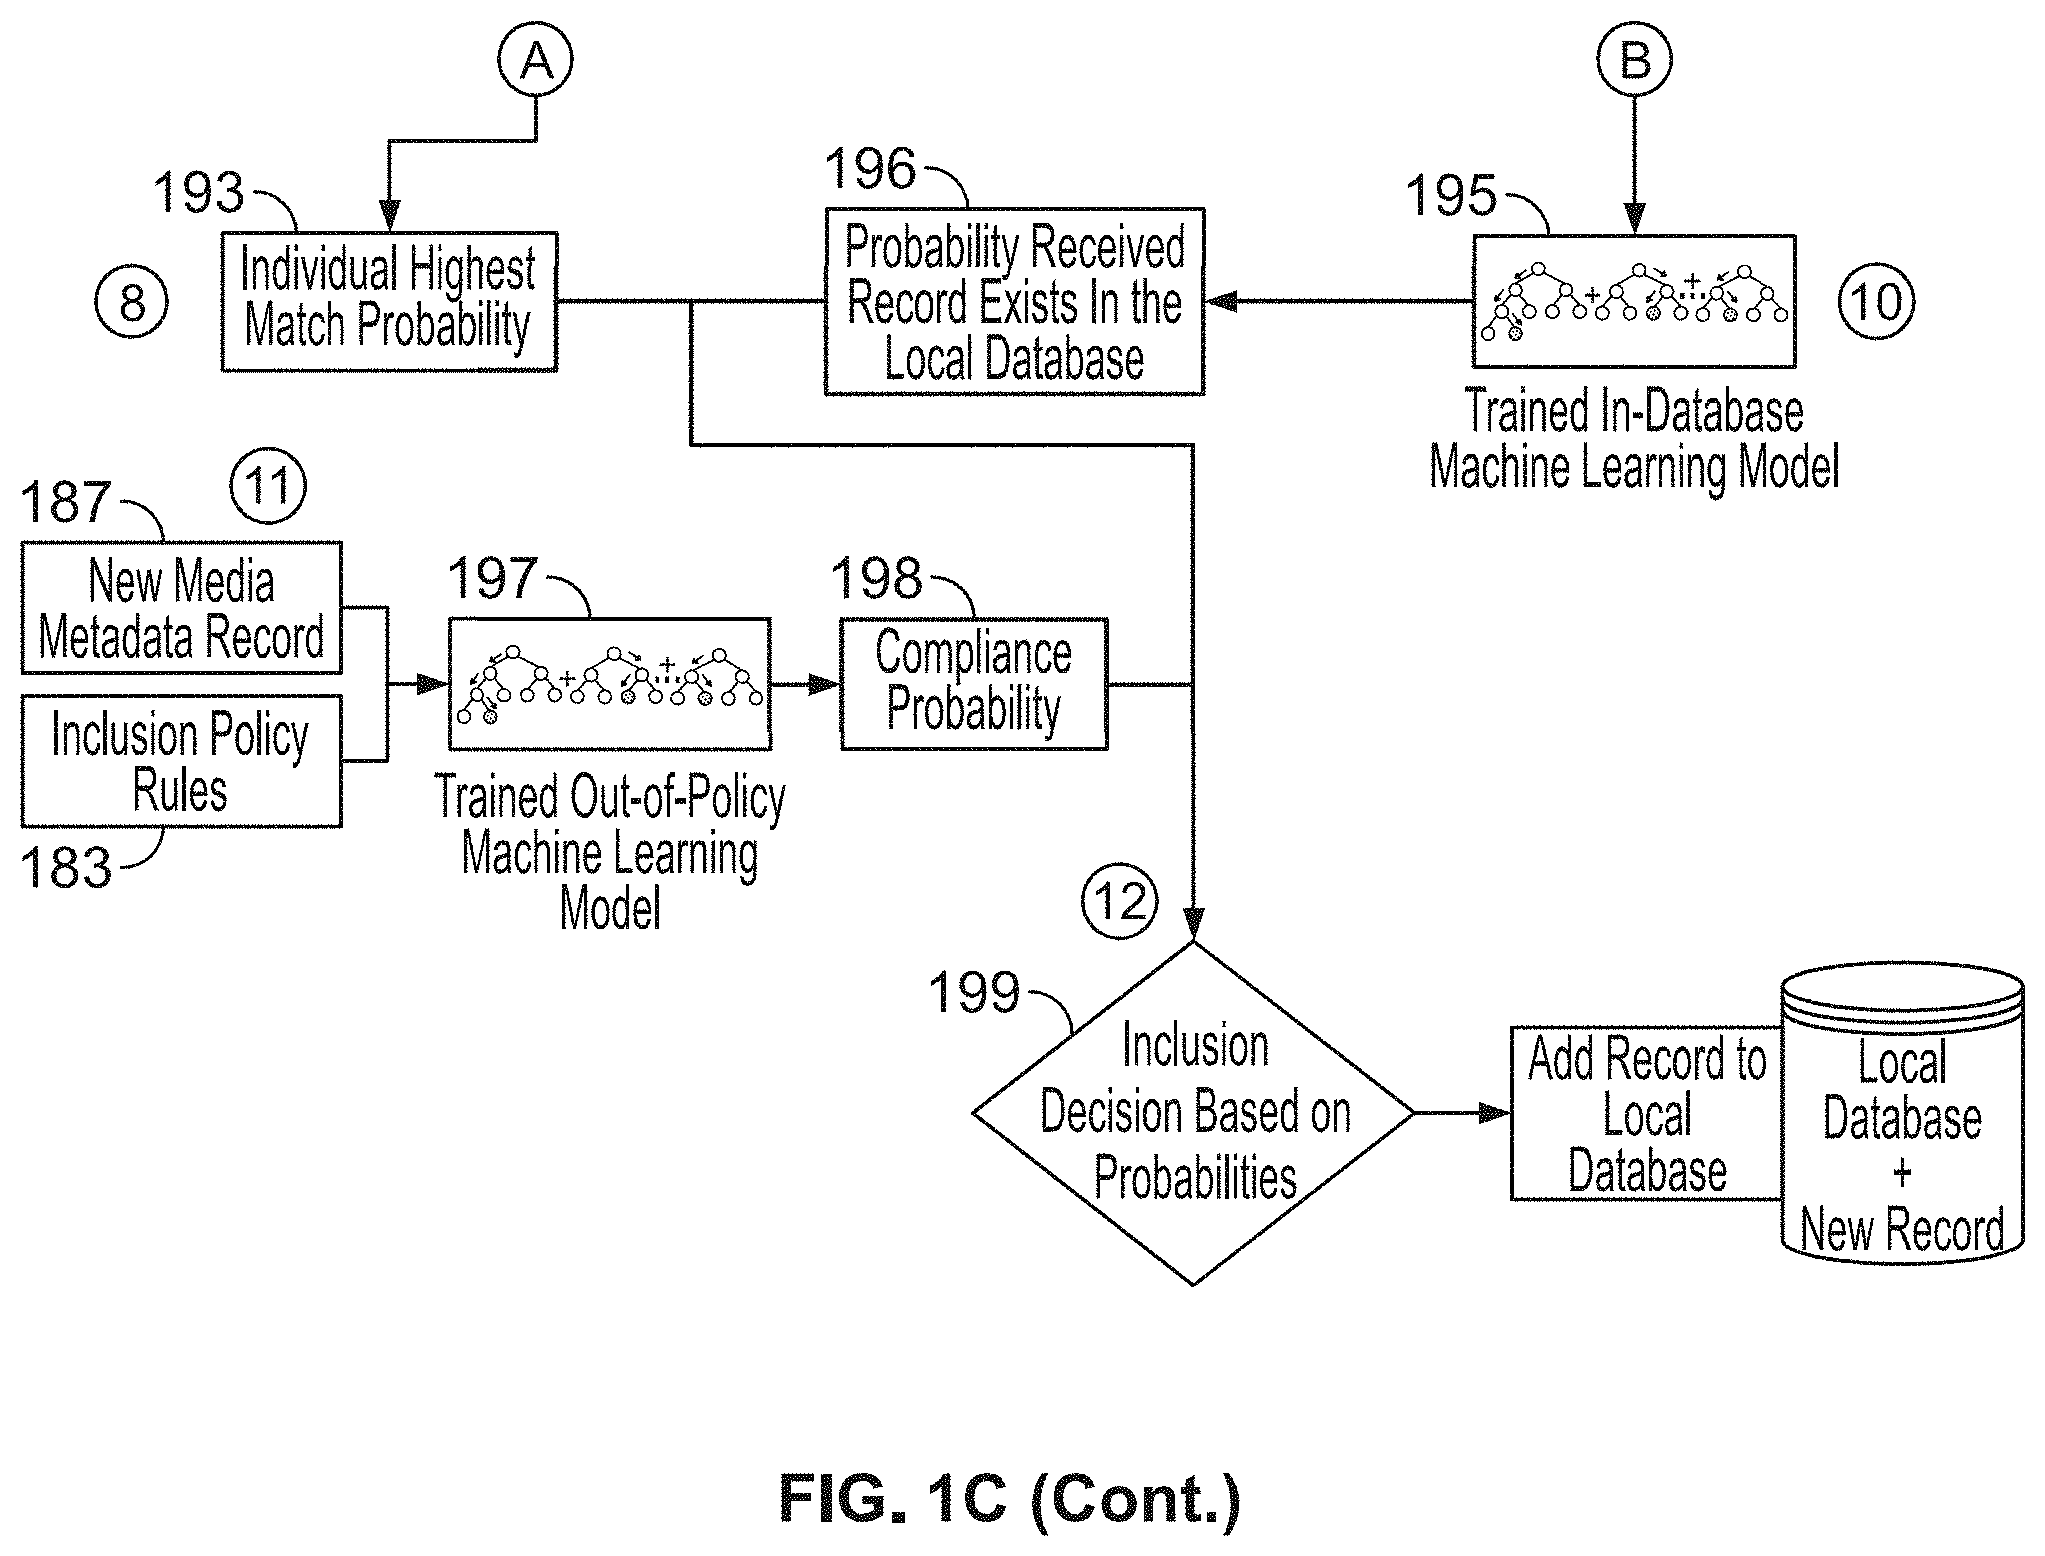 A
B
193
196
195
8
Individual Highest
Match Probability
Probability Received
Record Exists In the
Local Database
+
+
10
Trained In-Database
Machine Learning Model
11
187
New Media
Metadata Record
197
198
+
+
Compliance
Probability
Inclusion Policy
Rules
183
Trained Out-of-Policy
Machine Learning
Model
12
199
Inclusion
Decision Based on
Probabilities
Add Record to
Local
Database
Local
Database
+
New Record
FIG. 1C (Cont.)